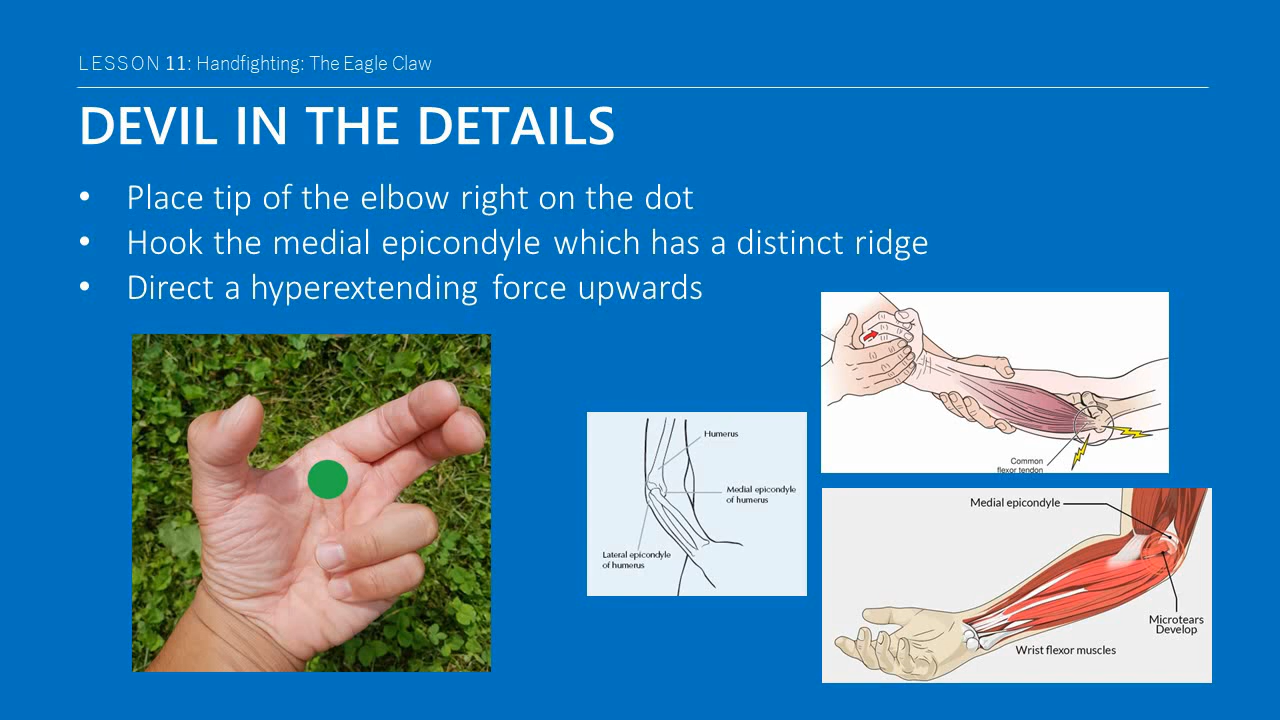 LESSON 11: Handfighting: The Eagle Claw
DEVIL IN THE DETAILS
• Place tip of the elbow right on the dot
• Hook the medial epicondyle which has a distinct ridge
• Direct a hyperextending force upwards
Common
flexor tendon
Humerus
Medial epicondyle
of humerus
Lateral epicondyle
of humerus
Medial epicondyle
Microtears
Develop
Wrist flexor muscles